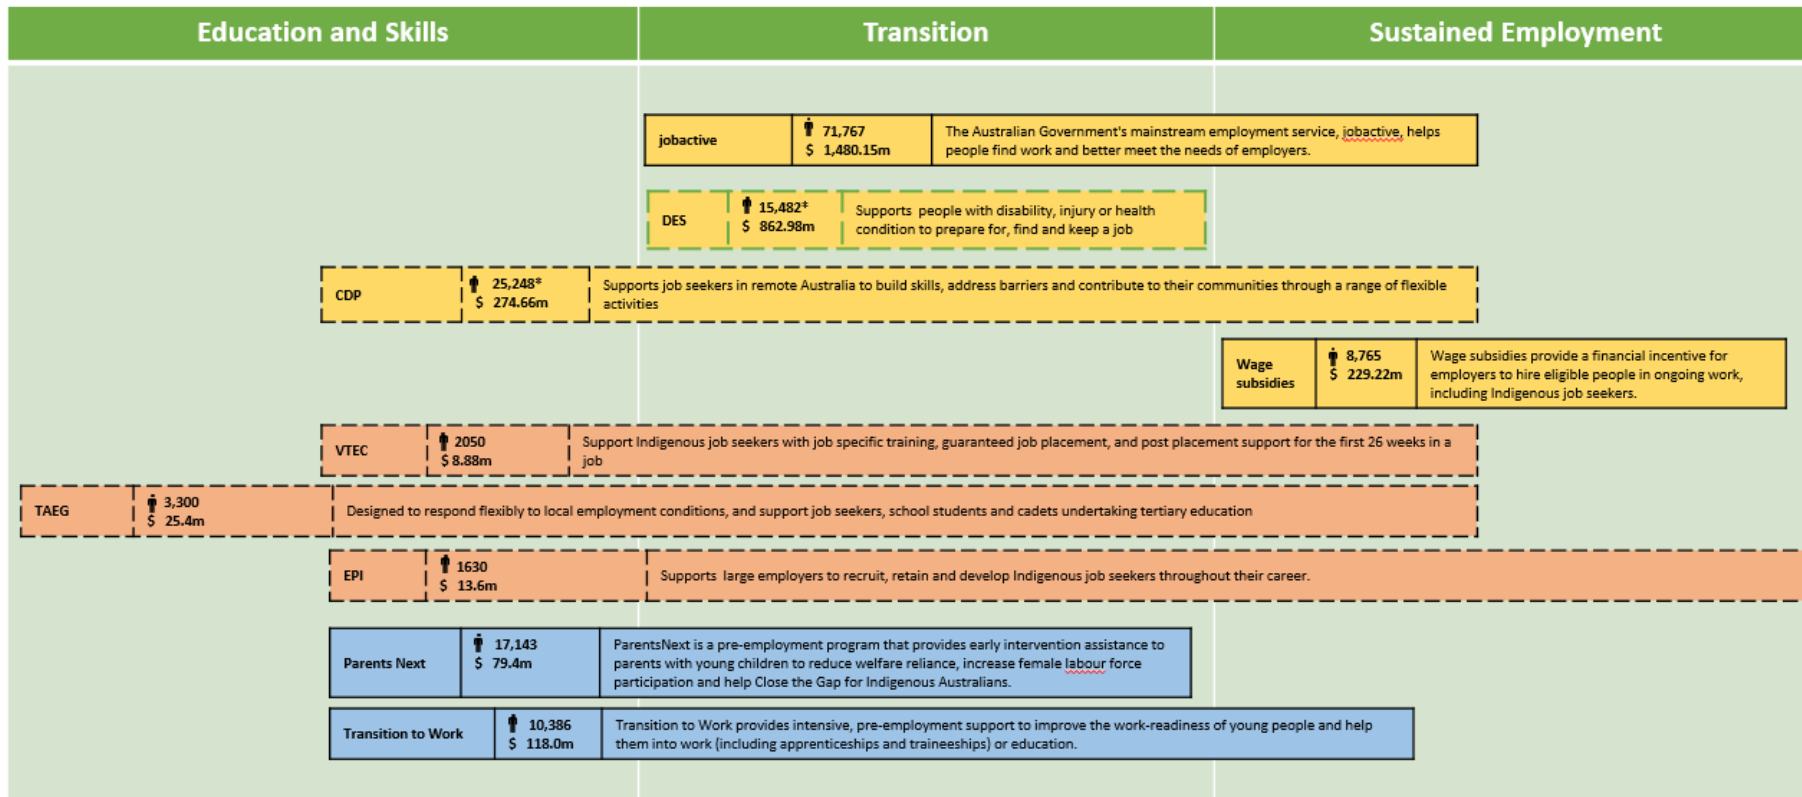 Education and Skills
Transition
Sustained Employment
jobactive
71,767
$ 1,480.15m
The Australian Government's mainstream employment service, jobactive, helps
people find work and better meet the needs of employers.
DES
15,482*
$ 862.98m
Supports people with disability, injury or health
condition to prepare for, find and keep a job
CDP
25,248*
$ 274.66m
Supports job seekers in remote Australia to build skills, address barriers and contribute to their communities through a range of flexible
activities
Wage
subsidies
8,765
$ 229.22m
Wage subsidies provide a financial incentive for
employers to hire eligible people in ongoing work,
including Indigenous job seekers.
VTEC
2050
$ 8.88m
Support Indigenous job seekers with job specific training, guaranteed job placement, and post placement support for the first 26 weeks in a
job
TAEG
3,300
$ 25.4m
Designed to respond flexibly to local employment conditions, and support job seekers, school students and cadets undertaking tertiary education
EPI
1630
$ 13.6m
Supports large employers to recruit, retain and develop Indigenous job seekers throughout their career.
Parents Next
17,143
$ 79.4m
ParentsNext is a pre-employment program that provides early intervention assistance to
parents with young children to reduce welfare reliance, increase female labour force
participation and help Close the Gap for Indigenous Australians.
Transition to Work
10,386
$ 118.0m
Transition to Work provides intensive, pre-employment support to improve the work-readiness of young people and help
them into work (including apprenticeships and traineeships) or education.